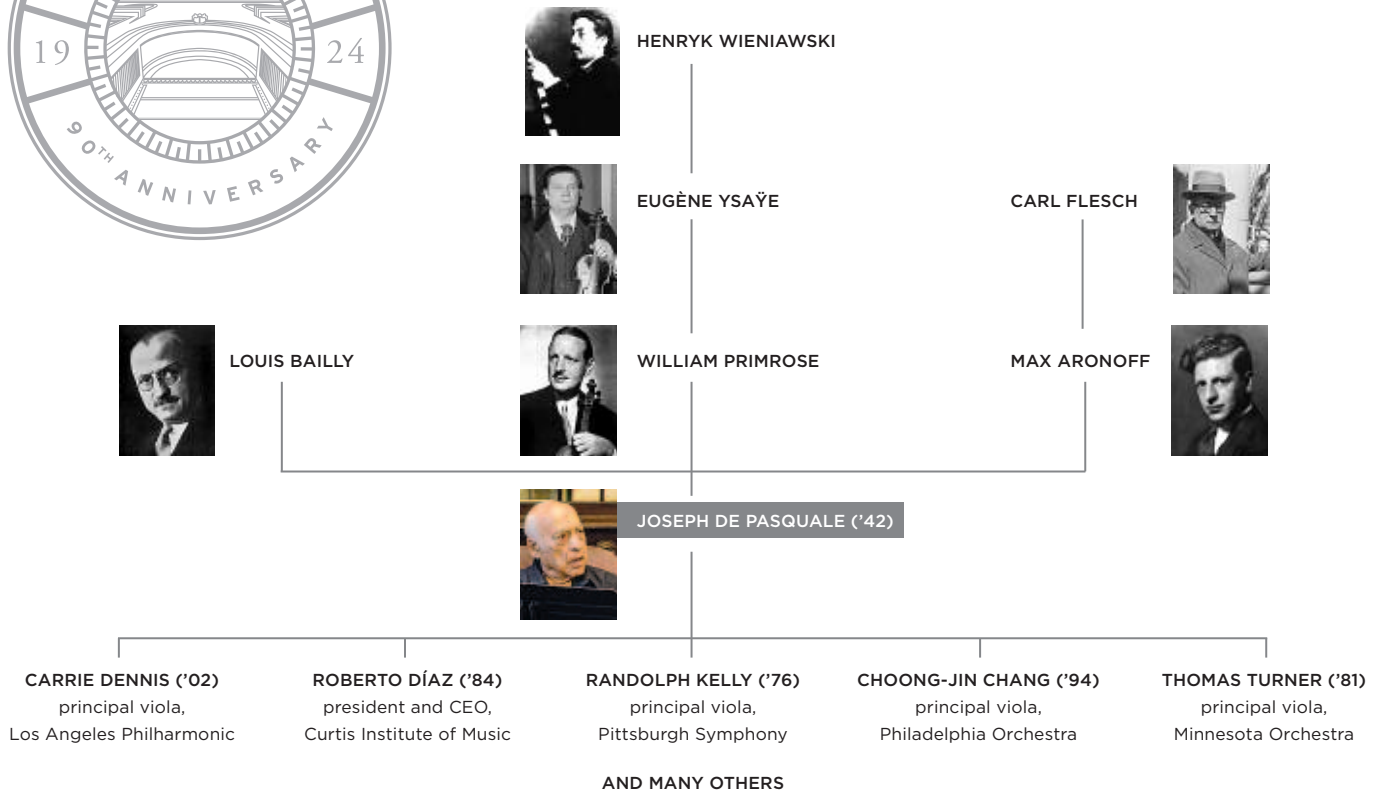 19 24
90TH ANNIVERSARY
HENRYK WIENIAWSKI
EUGÈNE YSAŸE
CARL FLESCH
LOUIS BAILLY
WILLIAM PRIMROSE
MAX ARONOFF
JOSEPH DE PASQUALE (’42)
CARRIE DENNIS (’02)
principal viola,
Los Angeles Philharmonic
ROBERTO DÍAZ (’84)
president and CEO,
Curtis Institute of Music
RANDOLPH KELLY (’76)
principal viola,
Pittsburgh Symphony
CHOONG-JIN CHANG (’94)
principal viola,
Philadelphia Orchestra
THOMAS TURNER (’81)
principal viola,
Minnesota Orchestra
AND MANY OTHERS